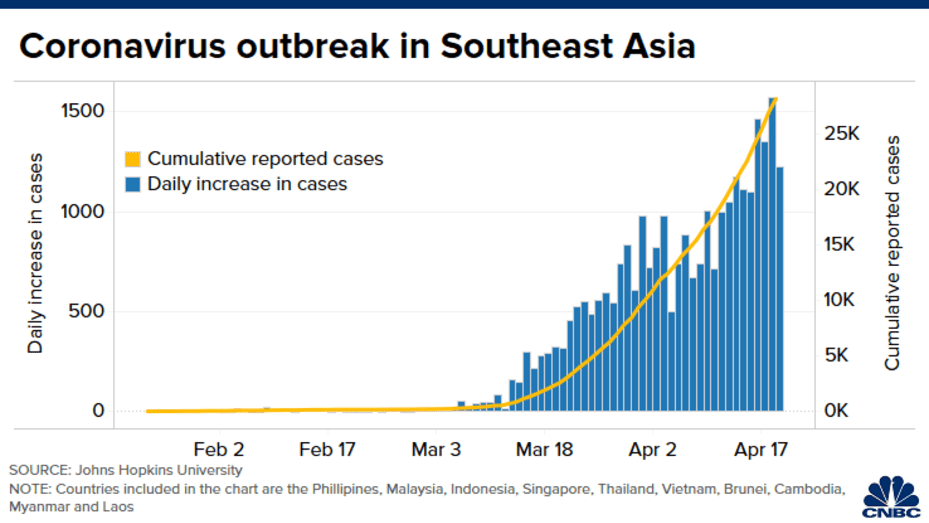 Coronavirus outbreak in Southeast Asia
Daily increase in cases
1500
1000
500
0
Cumulative reported cases
Daily increase in cases
25K
20K
15K
10K
5K
0K
Cumulative reported cases
Feb 2
Feb 17
Mar 3
Mar 18
Apr 2
Apr 17
SOURCE: Johns Hopkins University
NOTE: Countries included in the chart are the Phillipines, Malaysia, Indonesia, Singapore, Thailand, Vietnam, Brunei, Cambodia,
Myanmar and Laos
CNBC